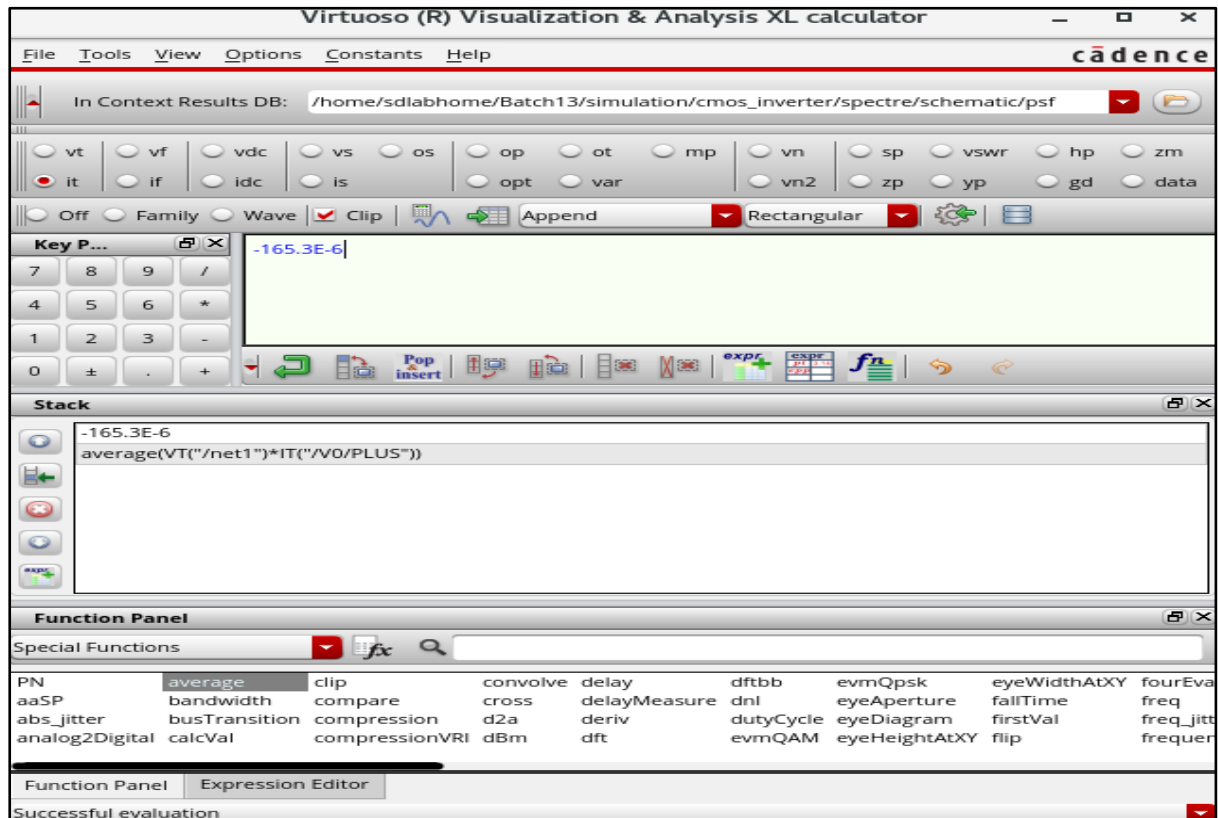 Virtuoso (R) Visualization & Analysis XL calculator
File Tools View Options Constants Help cādence
In Context Results DB: /home/sdlabhome/Batch13/simulation/cmos_inverter/spectre/schematic/psf
vt vf vdc vs os op ot mp vn sp vswr hp zm
it if idc is opt var vn2 zp yp gd data
Off Family Wave Clip Append Rectangular
Key P...
-165.3E-6
7 8 9 /
4 5 6 *
1 2 3 -
0 ± . +
Pop & insert expr expr fn
Stack
-165.3E-6
average(VT("/net1")*IT("/V0/PLUS"))
expr
Function Panel
Special Functions fx
PN average clip convolve delay dftbb evmQpsk eyeWidthAtXY fourEva
aaSP bandwidth compare cross delayMeasure dnl eyeAperture fallTime freq
abs_jitter busTransition compression d2a deriv dutyCycle eyeDiagram firstVal freq_jitt
analog2Digital calcVal compressionVRI dBm dft evmQAM eyeHeightAtXY flip frequen
Function Panel Expression Editor
Successful evaluation